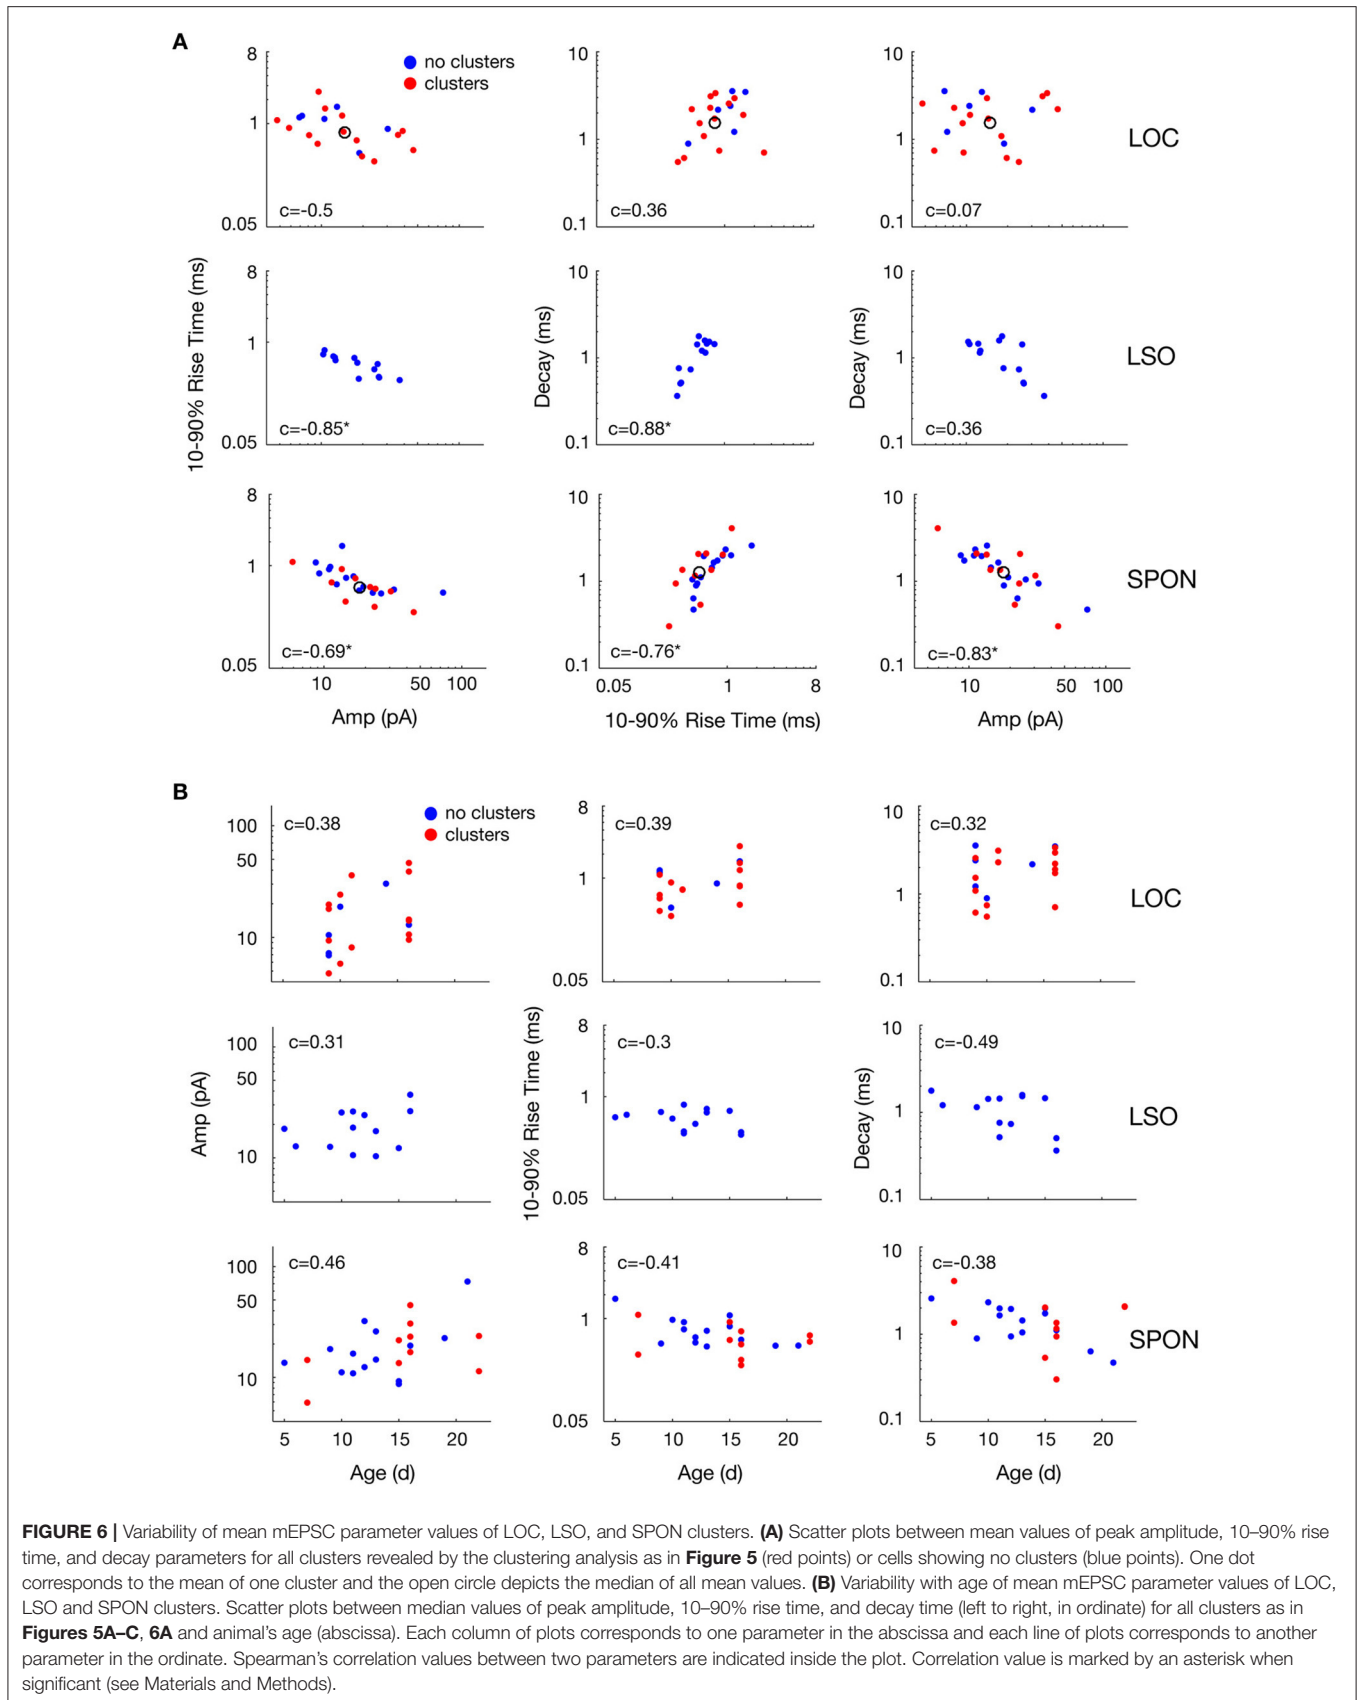 A
8
1
0.05
c=-0.5
no clusters
clusters
10
1
0.1
c=0.36
10
1
0.1
c=0.07
LOC
10-90% Rise Time (ms)
8
1
0.05
c=-0.85*
Decay (ms)
10
1
0.1
c=0.88*
Decay (ms)
10
1
0.1
c=0.36
LSO
8
1
0.05
c=-0.69*
10 50 100
Amp (pA)
10
1
0.1
c=-0.76*
0.05 1 8
10-90% Rise Time (ms)
10
1
0.1
c=-0.83*
10 50 100
Amp (pA)
SPON
B
100
50
10
c=0.38
no clusters
clusters
8
1
0.05
c=0.39
10
1
0.1
c=0.32
LOC
Amp (pA)
100
50
10
c=0.31
10-90% Rise Time (ms)
8
1
0.05
c=-0.3
Decay (ms)
10
1
0.1
c=-0.49
LSO
100
50
10
c=0.46
5 10 15 20
Age (d)
8
1
0.05
c=-0.41
5 10 15 20
Age (d)
10
1
0.1
c=-0.38
5 10 15 20
Age (d)
SPON
FIGURE 6 | Variability of mean mEPSC parameter values of LOC, LSO, and SPON clusters. (A) Scatter plots between mean values of peak amplitude, 10–90% rise
time, and decay parameters for all clusters revealed by the clustering analysis as in Figure 5 (red points) or cells showing no clusters (blue points). One dot
corresponds to the mean of one cluster and the open circle depicts the median of all mean values. (B) Variability with age of mean mEPSC parameter values of LOC,
LSO and SPON clusters. Scatter plots between median values of peak amplitude, 10–90% rise time, and decay time (left to right, in ordinate) for all clusters as in
Figures 5A–C, 6A and animal's age (abscissa). Each column of plots corresponds to one parameter in the abscissa and each line of plots corresponds to another
parameter in the ordinate. Spearman's correlation values between two parameters are indicated inside the plot. Correlation value is marked by an asterisk when
significant (see Materials and Methods).